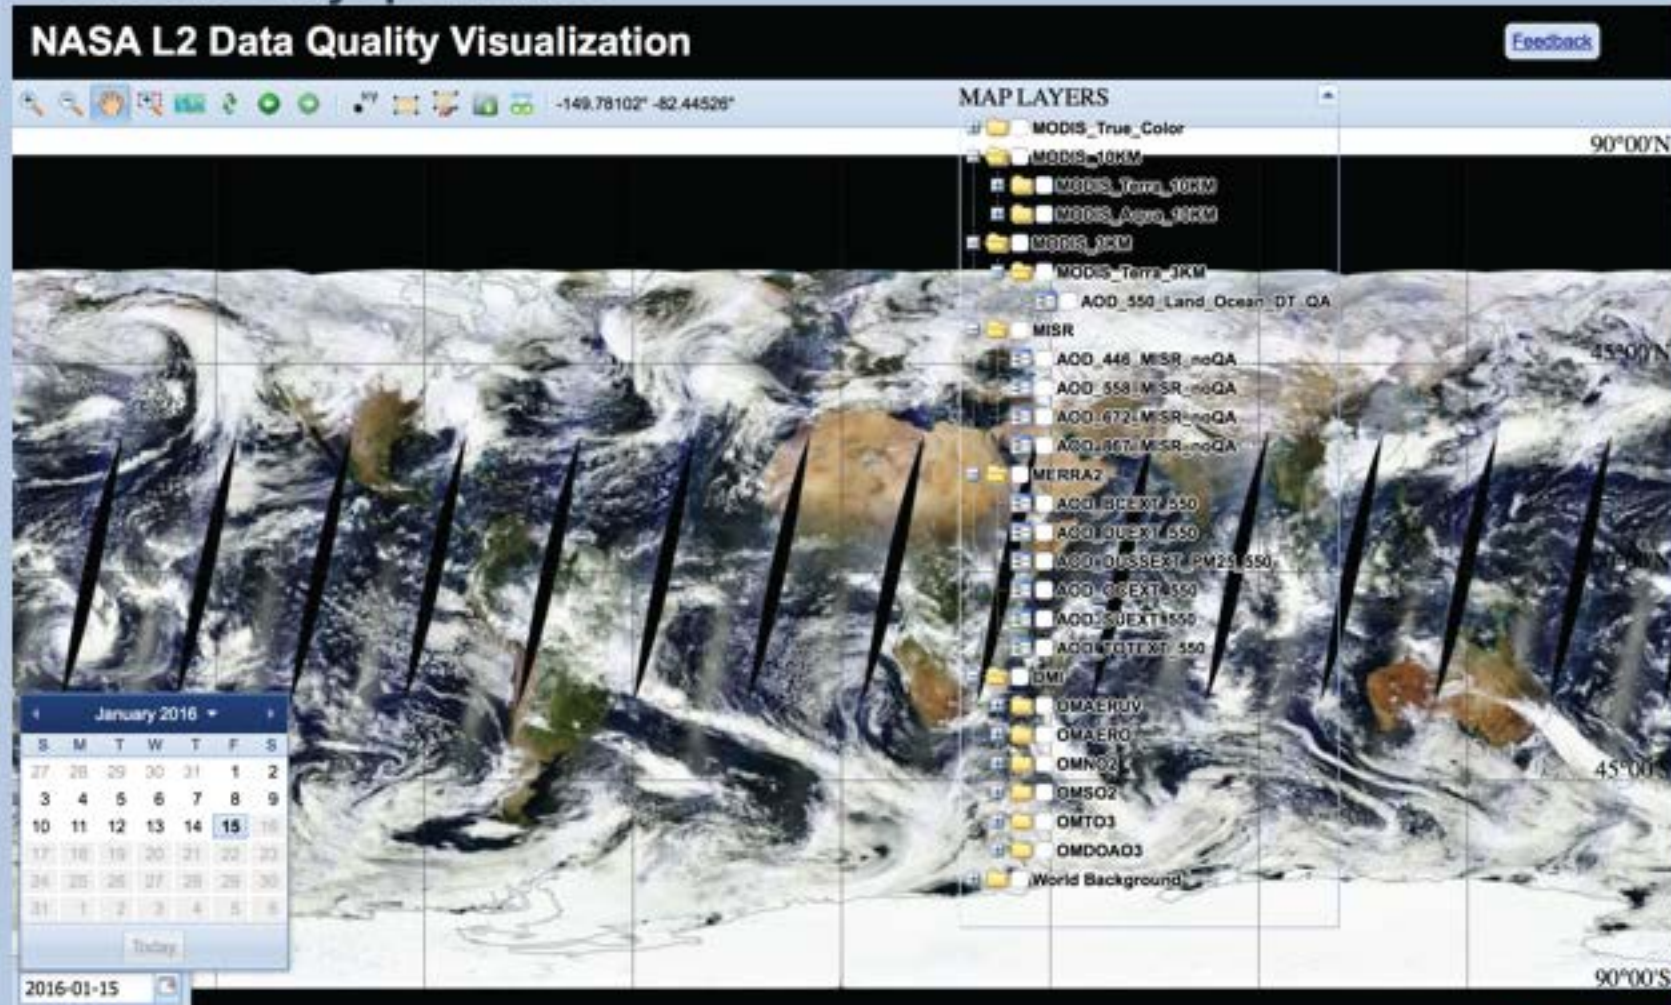 NASA L2 Data Quality Visualization
Feedback
-149.78102° -82.44526°
MAP LAYERS
MODIS_True_Color
90°00'N
MODIS_10KM
MODIS_Terra_10KM
MODIS_Aqua_10KM
MODIS_3KM
MODIS_Terra_3KM
AOD_550_Land_Ocean_DT_QA
MISR
45°00'N
AOD_446_MISR_noQA
AOD_558_MISR_noQA
AOD_672_MISR_noQA
AOD_867_MISR_noQA
MERRA2
AOD_BCEXT_550
AOD_DUEXT_550
AOD_DUSSEXT_PM25_550
AOD_OCEXT_550
AOD_SUEXT_550
AOD_TOTEXT_550
OMI
OMAERUV
OMAERO
OMNO2
OMSO2
OMTO3
OMDOAO3
World Background
45°00'S
90°00'S
January 2016
S M T W T F S
27 28 29 30 31 1 2
3 4 5 6 7 8 9
10 11 12 13 14 15 16
17 18 19 20 21 22 23
24 25 26 27 28 29 30
31 1 2 3 4 5 6
Today
2016-01-15